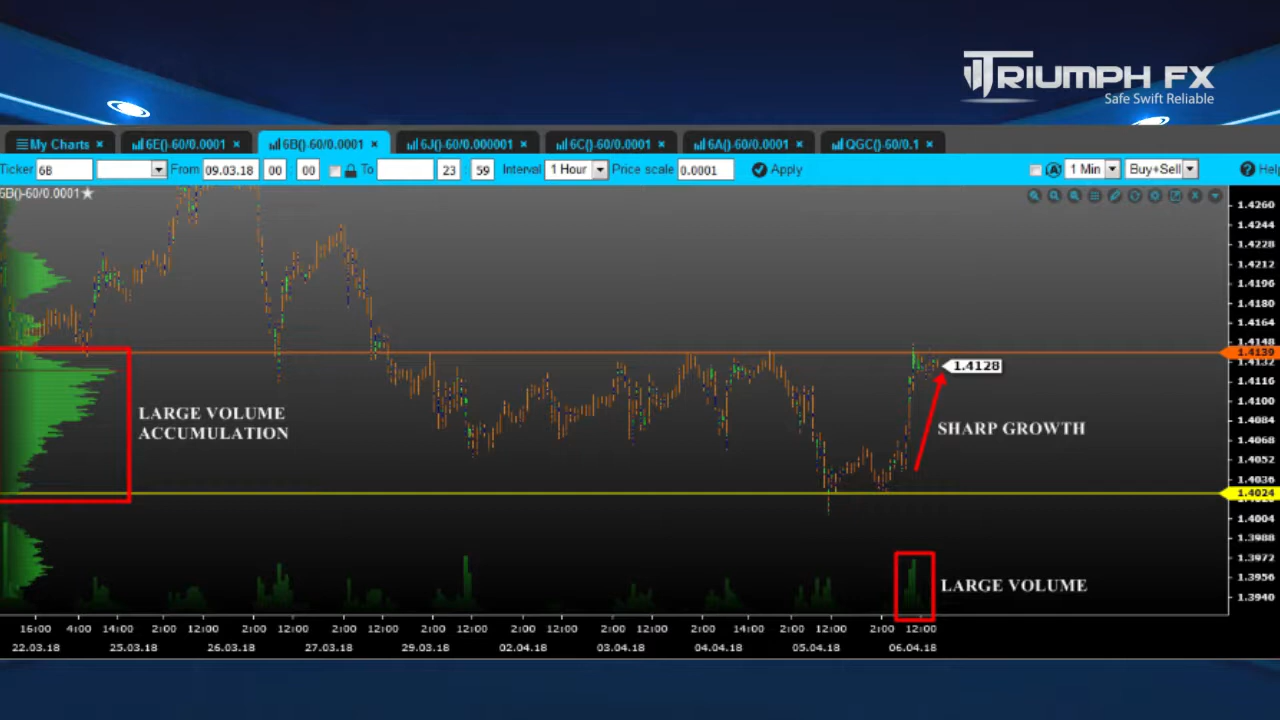 TRIUMPH FX
Safe Swift Reliable
My Charts × 6E()-60/0.0001 × 6B()-60/0.0001 × 6J()-60/0.000001 × 6C()-60/0.0001 × 6A()-60/0.0001 × QGC()-60/0.1 ×
Ticker 6B From 09.03.18 00 : 00 To 23 : 59 Interval 1 Hour Price scale 0.0001 Apply A 1 Min Buy+Sell ? Help
6B()-60/0.0001★
1.4260
1.4244
1.4228
1.4212
1.4196
1.4180
1.4164
1.4148
1.4139
1.4132
1.4128
1.4116
1.4100
LARGE VOLUME
ACCUMULATION
SHARP GROWTH
1.4084
1.4068
1.4052
1.4036
1.4024
1.4004
1.3988
1.3972
1.3956
1.3940
LARGE VOLUME
16:00 4:00 14:00 2:00 12:00 2:00 12:00 2:00 12:00 2:00 12:00 2:00 12:00 2:00 12:00 2:00 14:00 2:00 12:00 2:00 12:00
22.03.18 25.03.18 26.03.18 27.03.18 29.03.18 02.04.18 03.04.18 04.04.18 05.04.18 06.04.18